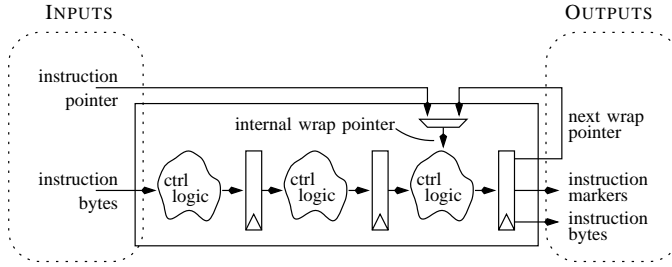 INPUTS
OUTPUTS
instruction
pointer
internal wrap pointer
next wrap
pointer
instruction
bytes
ctrl
logic
ctrl
logic
ctrl
logic
instruction
markers
instruction
bytes